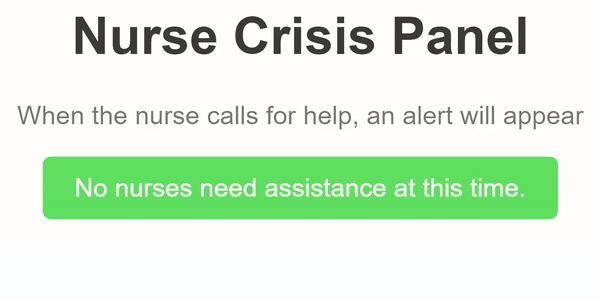 Nurse Crisis Panel
When the nurse calls for help, an alert will appear
No nurses need assistance at this time.